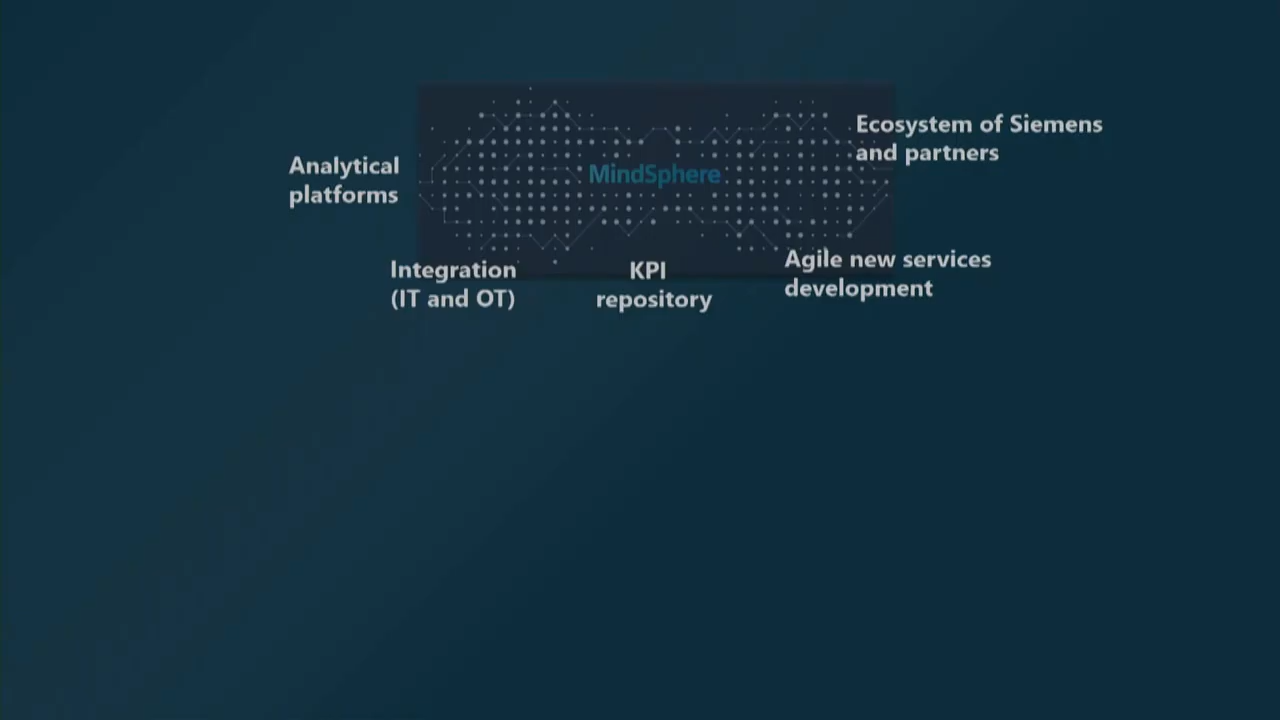 Ecosystem of Siemens
and partners
Analytical
platforms
MindSphere
Integration
(IT and OT)
KPI
repository
Agile new services
development